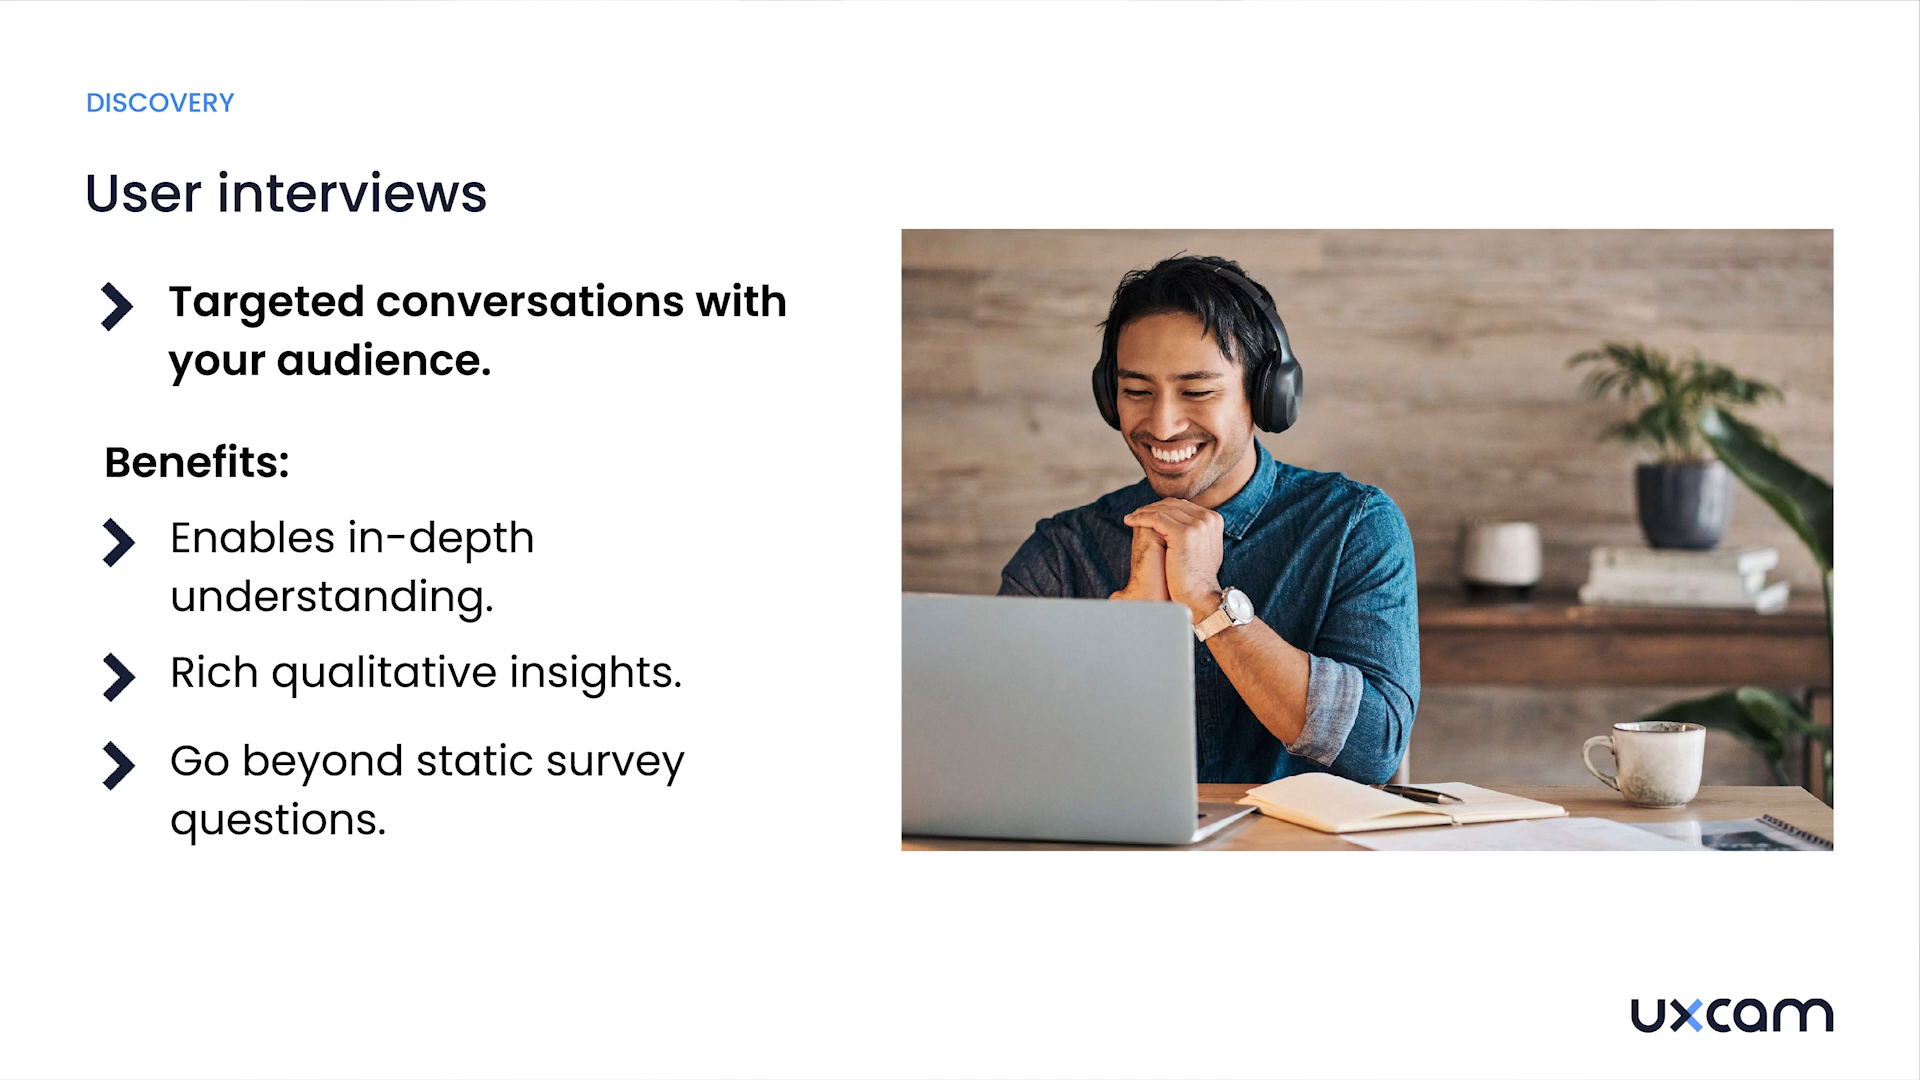 DISCOVERY
User interviews
Targeted conversations with
your audience.
Benefits:
Enables in-depth
understanding.
Rich qualitative insights.
Go beyond static survey
questions.
uxcam